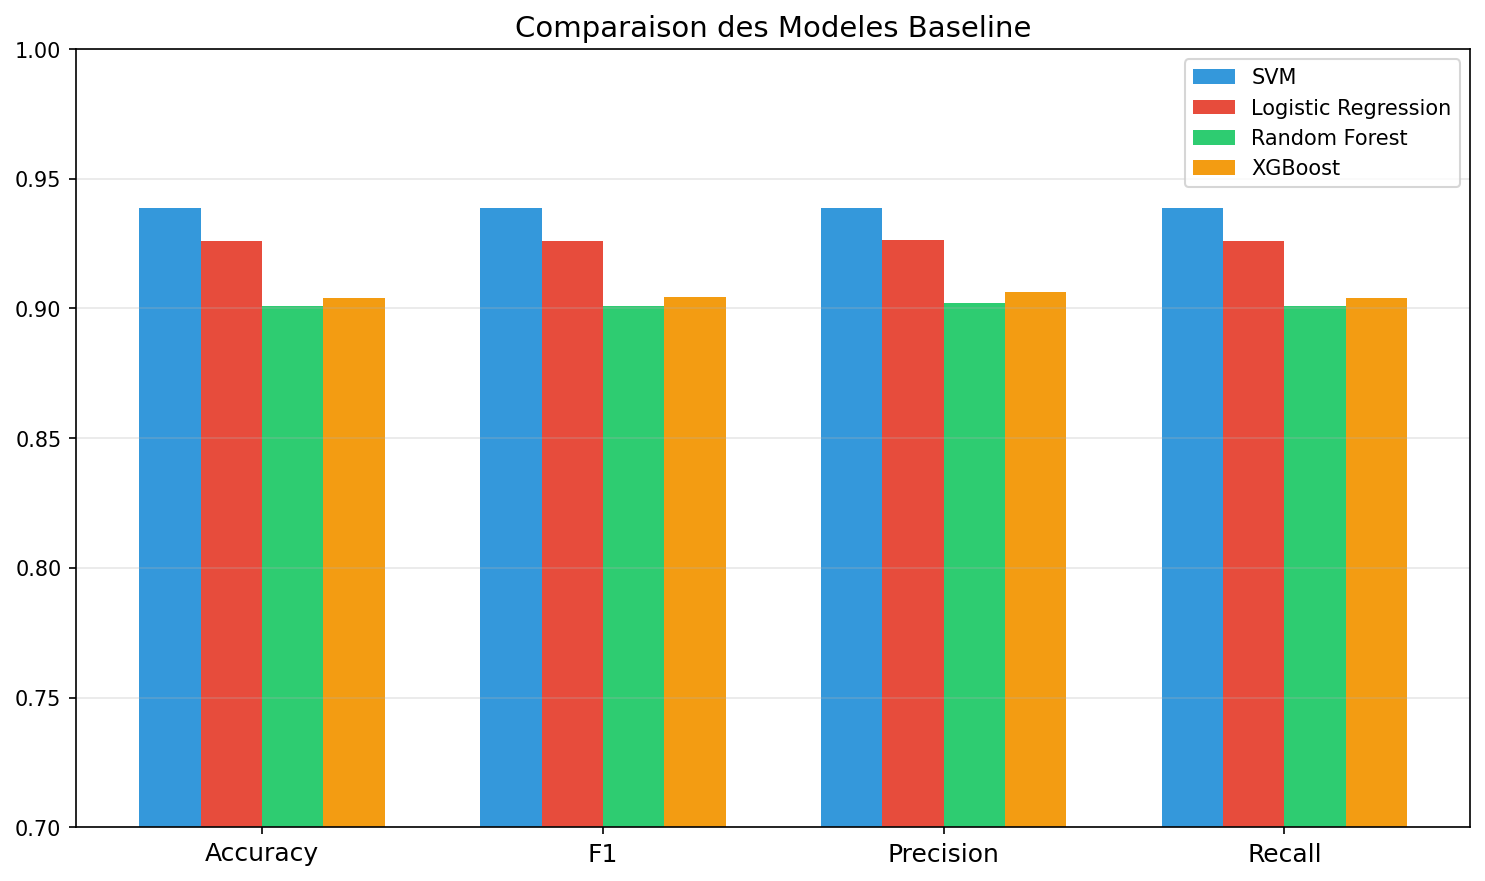 Comparaison des Modeles Baseline
1.00
0.95
0.90
0.85
0.80
0.75
0.70
SVM
Logistic Regression
Random Forest
XGBoost
Accuracy
F1
Precision
Recall